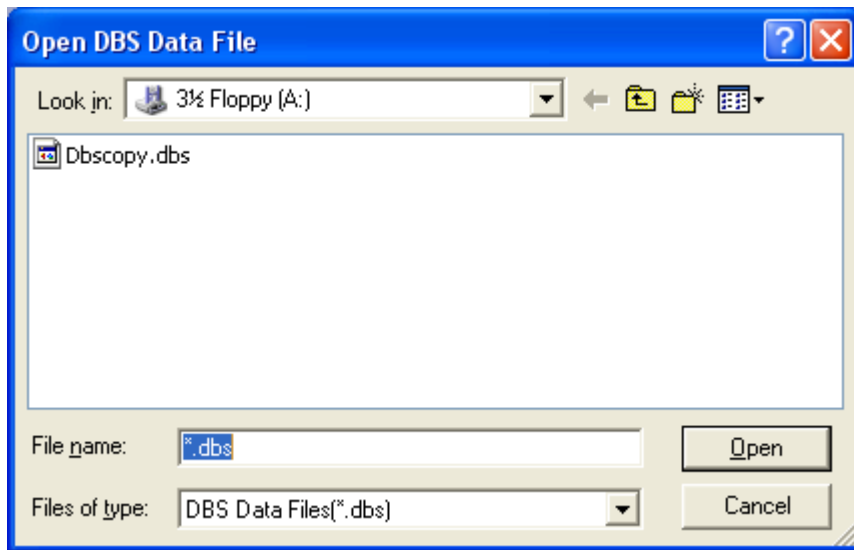 Open DBS Data File
Look in: 3½ Floppy (A:)
Dbscopy.dbs
File name: *.dbs Open
Files of type: DBS Data Files(*.dbs) Cancel